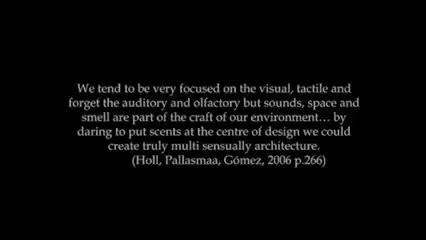 We tend to be very focused on the visual, tactile and
forget the auditory and olfactory but sounds, space and
smell are part of the craft of our environment… by
daring to put scents at the centre of design we could
create truly multi sensually architecture.
(Holl, Pallasmaa, Gómez, 2006 p.266)